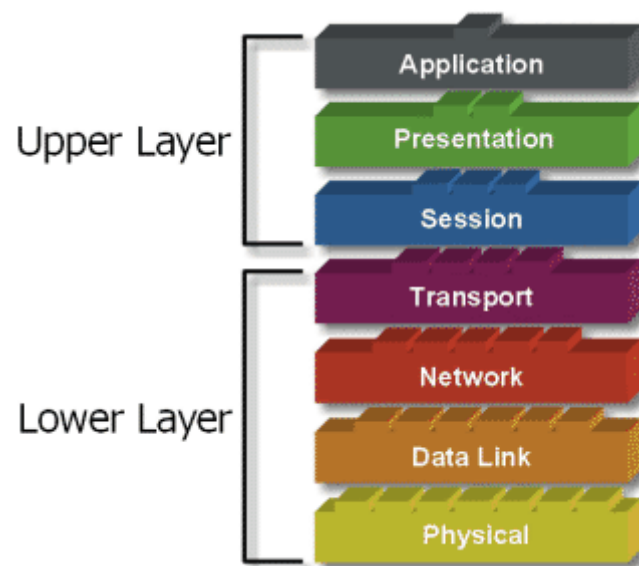 Upper Layer
Application
Presentation
Session
Lower Layer
Transport
Network
Data Link
Physical